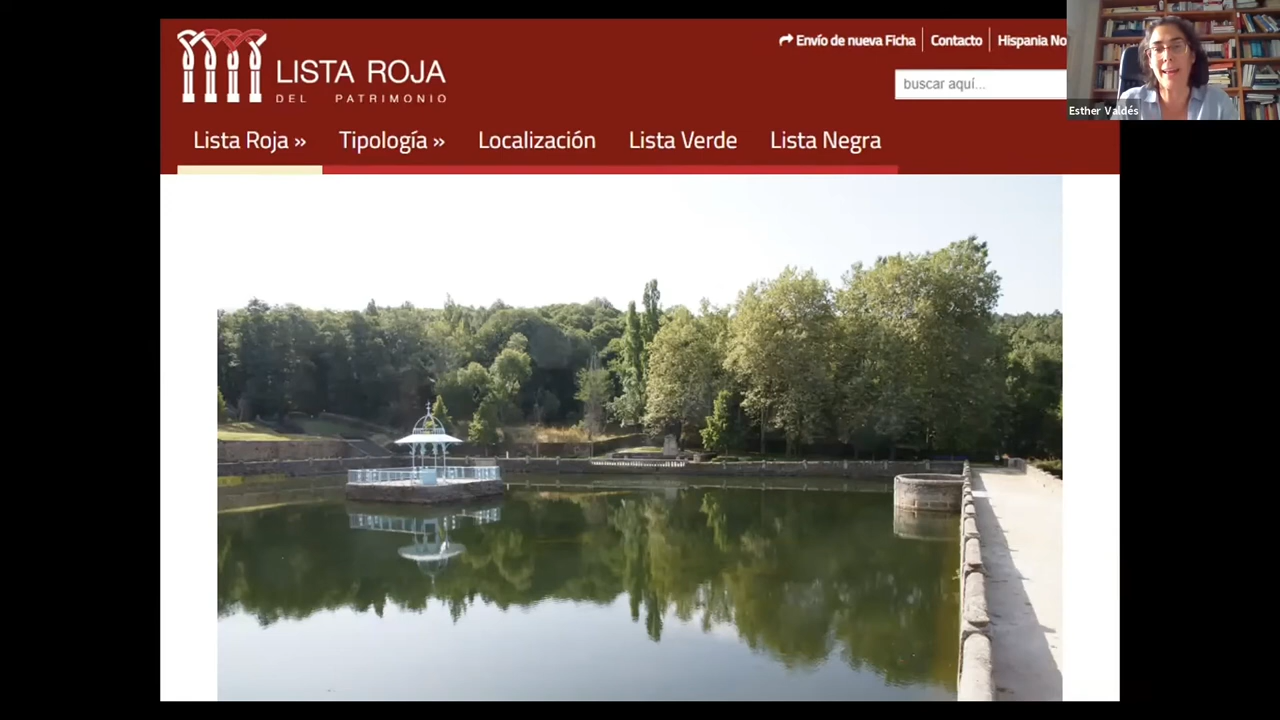 Envío de nueva Ficha
Contacto
Hispania No
LISTA ROJA
DEL PATRIMONIO
buscar aquí...
Esther Valdés
Lista Roja »
Tipología »
Localización
Lista Verde
Lista Negra